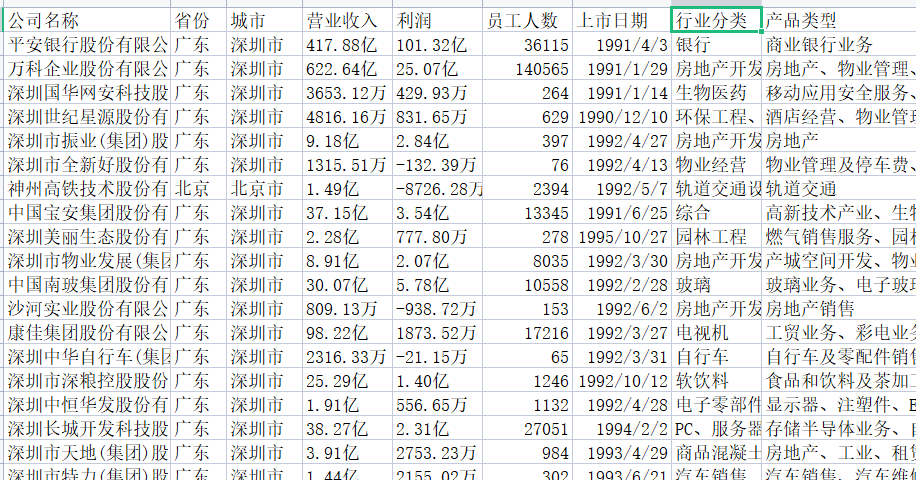 公司名称 省份 城市 营业收入 利润 员工人数 上市日期 行业分类 产品类型
平安银行股份有限公 广东 深圳市 417.88亿 101.32亿 36115 1991/4/3 银行 商业银行业务
万科企业股份有限公 广东 深圳市 622.64亿 25.07亿 140565 1991/1/29 房地产开发 房地产、物业管理、
深圳国华网安科技股 广东 深圳市 3653.12万 429.93万 264 1991/1/14 生物医药 移动应用安全服务、
深圳世纪星源股份有 广东 深圳市 4816.16万 831.65万 629 1990/12/10 环保工程、 酒店经营、物业管理
深圳市振业(集团)股 广东 深圳市 9.18亿 2.84亿 397 1992/4/27 房地产开发 房地产
深圳市全新好股份有 广东 深圳市 1315.51万 -132.39万 76 1992/4/13 物业经营 物业管理及停车费、
神州高铁技术股份有 北京 北京市 1.49亿 -8726.28万 2394 1992/5/7 轨道交通设 轨道交通
中国宝安集团股份有 广东 深圳市 37.15亿 3.54亿 13345 1991/6/25 综合 高新技术产业、生物
深圳美丽生态股份有 广东 深圳市 2.28亿 777.80万 278 1995/10/27 园林工程 燃气销售服务、园林
深圳市物业发展(集团 广东 深圳市 8.91亿 2.07亿 8035 1992/3/30 房地产开发 产城空间开发、物业
中国南玻集团股份有 广东 深圳市 30.07亿 5.78亿 10558 1992/2/28 玻璃 玻璃业务、电子玻璃
沙河实业股份有限公 广东 深圳市 809.13万 -938.72万 153 1992/6/2 房地产开发 房地产销售
康佳集团股份有限公 广东 深圳市 98.22亿 1873.52万 17216 1992/3/27 电视机 工贸业务、彩电业务
深圳中华自行车(集团 广东 深圳市 2316.33万 -21.15万 65 1992/3/31 自行车 自行车及零配件销售
深圳市深粮控股股份 广东 深圳市 25.29亿 1.40亿 1246 1992/10/12 软饮料 食品和饮料及茶加工
深圳中恒华发股份有 广东 深圳市 1.91亿 556.65万 1132 1992/4/28 电子零部件 显示器、注塑件、
深圳长城开发科技股 广东 深圳市 38.27亿 2.31亿 27051 1994/2/2 PC、服务器 存储半导体业务、自
深圳市天地(集团)股 广东 深圳市 3.91亿 2753.23万 984 1993/4/29 商品混凝土 房地产、工业、租赁
深圳市特力(集团)股 广东 深圳市 1.44亿 2155.02万 302 1993/6/21 汽车销售 汽车销售、